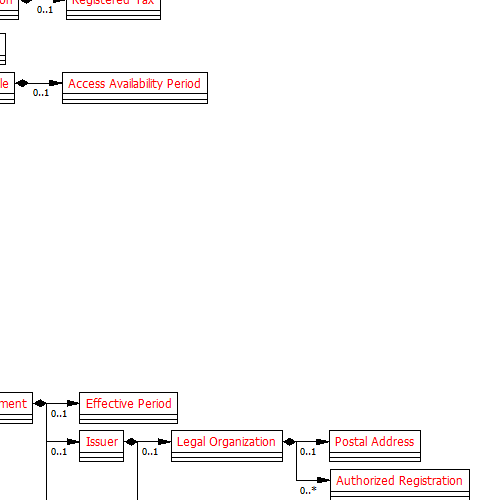 Registered Tax
0..1
le
Access Availability Period
0..1
ment
Effective Period
0..1
Issuer
Legal Organization
Postal Address
0..1
0..1
0..1
Authorized Registration
0..*